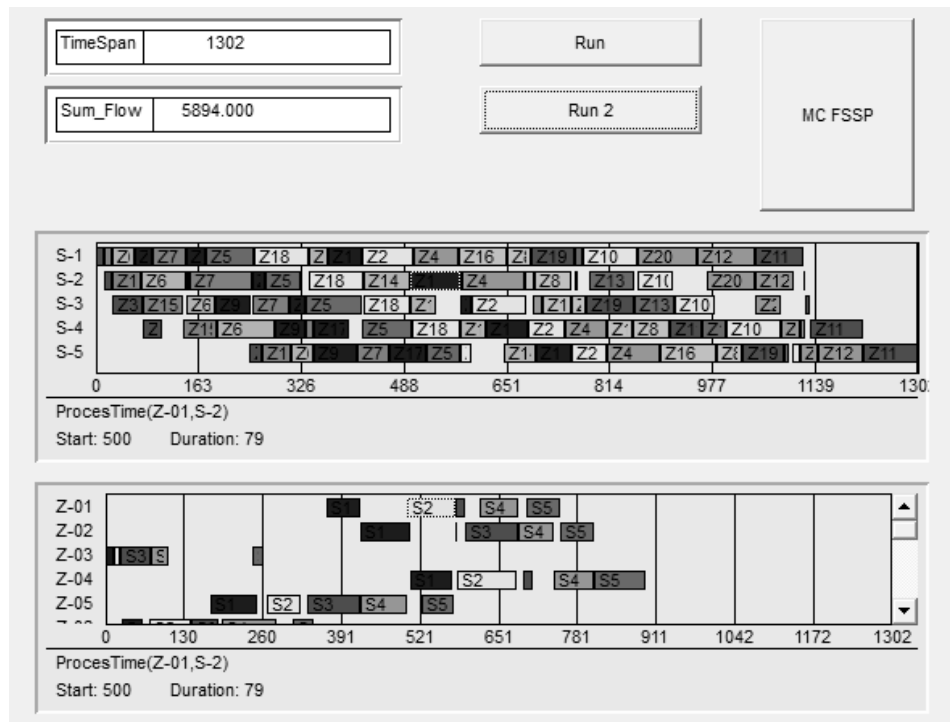 TimeSpan 1302
Run
Sum_Flow 5894.000
Run 2
MC FSSP
S-1 Z7 Z5 Z18 Z Z1 Z2 Z4 Z16 Z19 Z10 Z20 Z12 Z11
S-2 Z1 Z6 Z7 Z5 Z18 Z14 Z4 Z8 Z13 Z20 Z12
S-3 Z3 Z15 Z6 Z9 Z7 Z5 Z18 Z2 Z1 Z19 Z13 Z10
S-4 Z Z6 Z9 Z5 Z18 Z2 Z4 Z8 Z1 Z10 Z11
S-5 Z1 Z9 Z7 Z17 Z5 Z1 Z2 Z4 Z16 Z19 Z Z12 Z11
0 163 326 488 651 814 977 1139
ProcesTime(Z-01,S-2)
Start: 500 Duration: 79
Z-01 S1 S2 S4 S5
Z-02 S1 S3 S4 S5
Z-03 S3 S
Z-04 S1 S2 S4 S5
Z-05 S1 S2 S3 S4 S5
0 130 260 391 521 651 781 911 1042 1172 1302
ProcesTime(Z-01,S-2)
Start: 500 Duration: 79